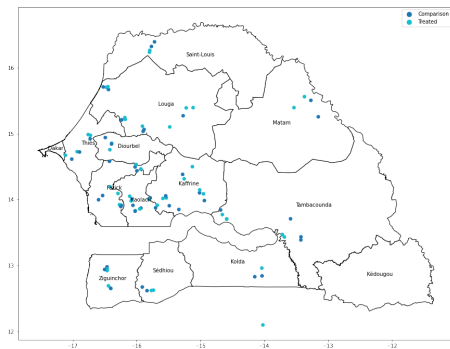 Comparison
Treated
Saint-Louis
16
Louga
Matam
15
Dakar
Thiès
Diourbel
Fatick
Kaffrine
Kaolack
14
Tambacounda
Kolda
13
Ziguinchor
Sédhiou
Kédougou
12
-17 -16 -15 -14 -13 -12